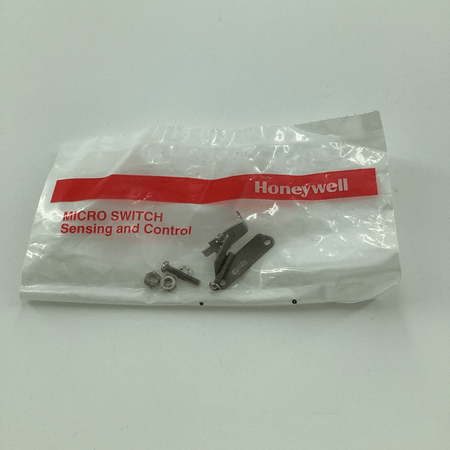 Honeywell
MICRO SWITCH
Sensing and Control